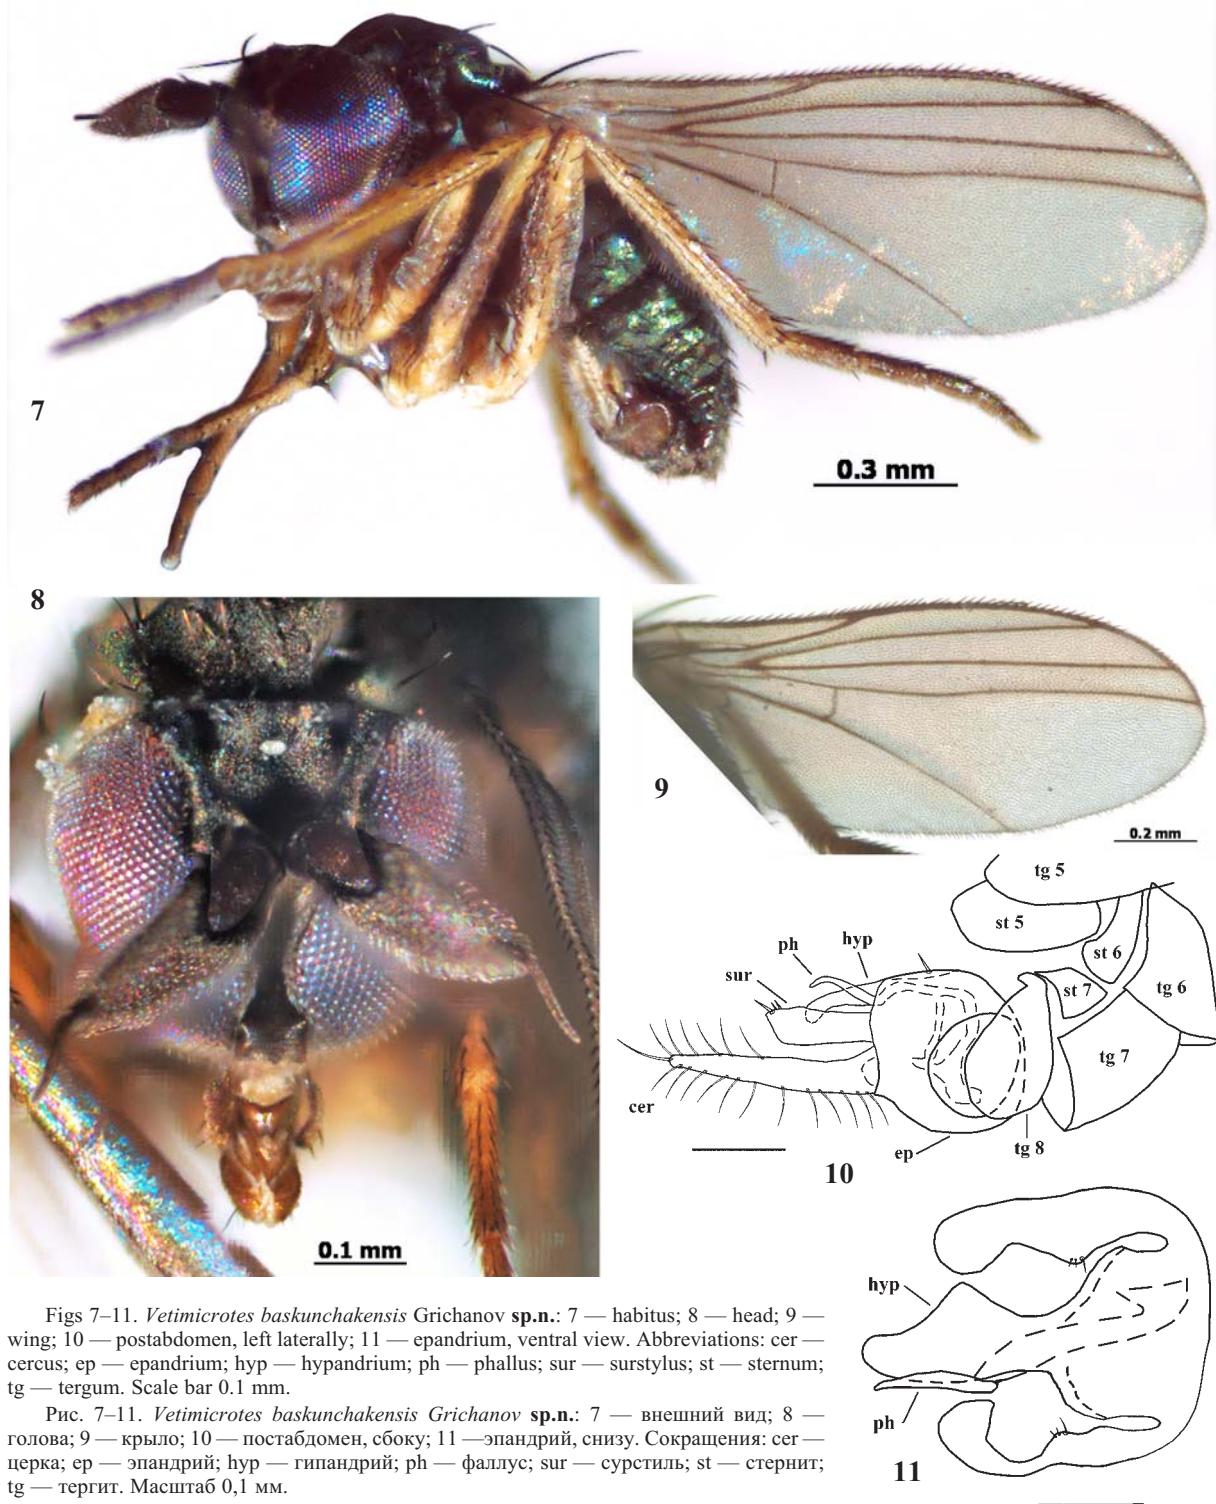 7
0.3 mm
8
0.1 mm
9
0.2 mm
tg 5
st 5
st 6
ph
hyp
sur
st 7
tg 6
tg 7
cer
ep
tg 8
10
hyp
ph
11
Figs 7–11. Vetimicrotes baskunchakensis Grichanov sp.n.: 7 — habitus; 8 — head; 9 —
wing; 10 — postabdomen, left laterally; 11 — epandrium, ventral view. Abbreviations: cer —
cercus; ep — epandrium; hyp — hypandrium; ph — phallus; sur — surstylus; st — sternum;
tg — tergum. Scale bar 0.1 mm.
Рис. 7–11. Vetimicrotes baskunchakensis Grichanov sp.n.: 7 — внешний вид; 8 —
голова; 9 — крыло; 10 — постабдомен, сбоку; 11 —эпандрий, снизу. Сокращения: cer —
церка; ep — эпандрий; hyp — гипандрий; ph — фаллус; sur — сурстиль; st — стернит;
tg — тергит. Масштаб 0,1 мм.